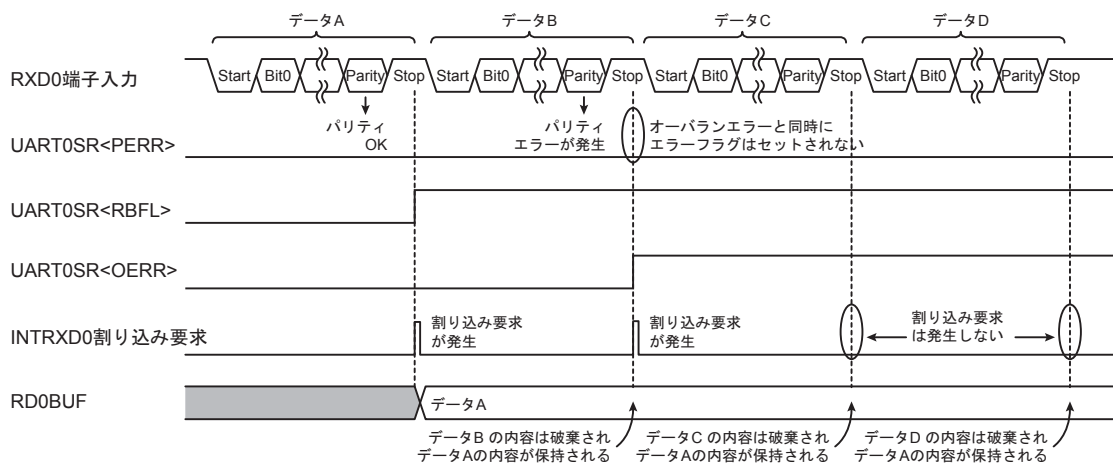 データA データB データC データD
RXD0端子入力 Start Bit0 Parity Stop Start Bit0 Parity Stop Start Bit0 Parity Stop Start Bit0 Parity Stop
パリティ
OK
パリティ
エラーが発生
オーバランエラーと同時に
エラーフラグはセットされない
UART0SR<PERR>
UART0SR<RBFL>
UART0SR<OERR>
INTRXD0割り込み要求
割り込み要求
が発生
割り込み要求
が発生
割り込み要求
は発生しない
RD0BUF
データA
データB の内容は破棄され
データAの内容が保持される
データC の内容は破棄され
データAの内容が保持される
データD の内容は破棄され
データAの内容が保持される